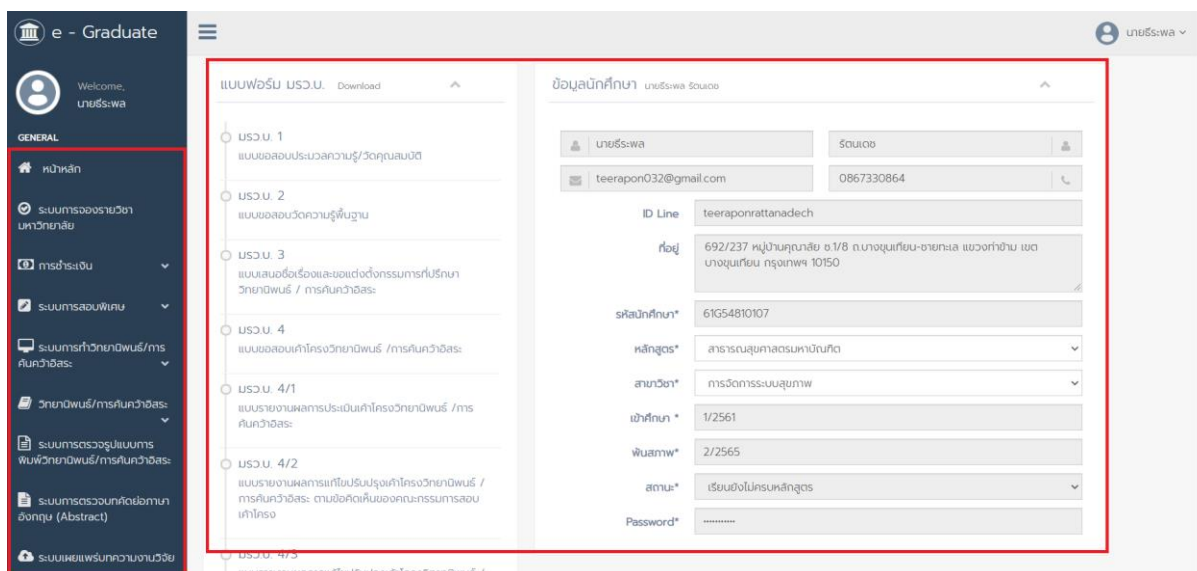 e - Graduate
นายธีระพล
Welcome,
นายธีระพล
GENERAL
หน้าหลัก
ระบบการจองรายวิชา
มหาวิทยาลัย
การชำระเงิน
ระบบการสอบพิเศษ
ระบบการทำวิทยานิพนธ์/การ
ค้นคว้าอิสระ
วิทยานิพนธ์/การค้นคว้าอิสระ
ระบบการตรวจรูปแบบการ
พิมพ์วิทยานิพนธ์/การค้นคว้าอิสระ
ระบบการตรวจบทคัดย่อภาษา
อังกฤษ (Abstract)
ระบบเผยแพร่บทความงานวิจัย
แบบฟอร์ม มรว.บ. Download
มรว.บ. 1
แบบขอสอบประมวลความรู้/วัดคุณสมบัติ
มรว.บ. 2
แบบขอสอบวัดความรู้พื้นฐาน
มรว.บ. 3
แบบเสนอชื่อเรื่องและขอแต่งตั้งกรรมการที่ปรึกษา
วิทยานิพนธ์ / การค้นคว้าอิสระ
มรว.บ. 4
แบบขอสอบเค้าโครงวิทยานิพนธ์ /การค้นคว้าอิสระ
มรว.บ. 4/1
แบบรายงานผลการประเมินเค้าโครงวิทยานิพนธ์ /การ
ค้นคว้าอิสระ
มรว.บ. 4/2
แบบรายงานผลการแก้ไขปรับปรุงเค้าโครงวิทยานิพนธ์ /
การค้นคว้าอิสระ ตามข้อคิดเห็นของคณะกรรมการสอบ
เค้าโครง
มรว.บ. 4/3
ข้อมูลนักศึกษา นายธีระพล รัตนเดช
นายธีระพล รัตนเดช
teerapon032@gmail.com 0867330864
ID Line teeraponrattanadech
ที่อยู่ 692/237 หมู่บ้านคุณาลัย ซ.1/8 ถ.บางขุนเทียน-ชายทะเล แขวงท่าข้าม เขต
บางขุนเทียน กรุงเทพฯ 10150
รหัสนักศึกษา* 61G54810107
หลักสูตร* สาธารณสุขศาสตรมหาบัณฑิต
สาขาวิชา* การจัดการระบบสุขภาพ
เข้าศึกษา * 1/2561
พ้นสภาพ* 2/2565
สถานะ* เรียนยังไม่ครบหลักสูตร
Password* ...........